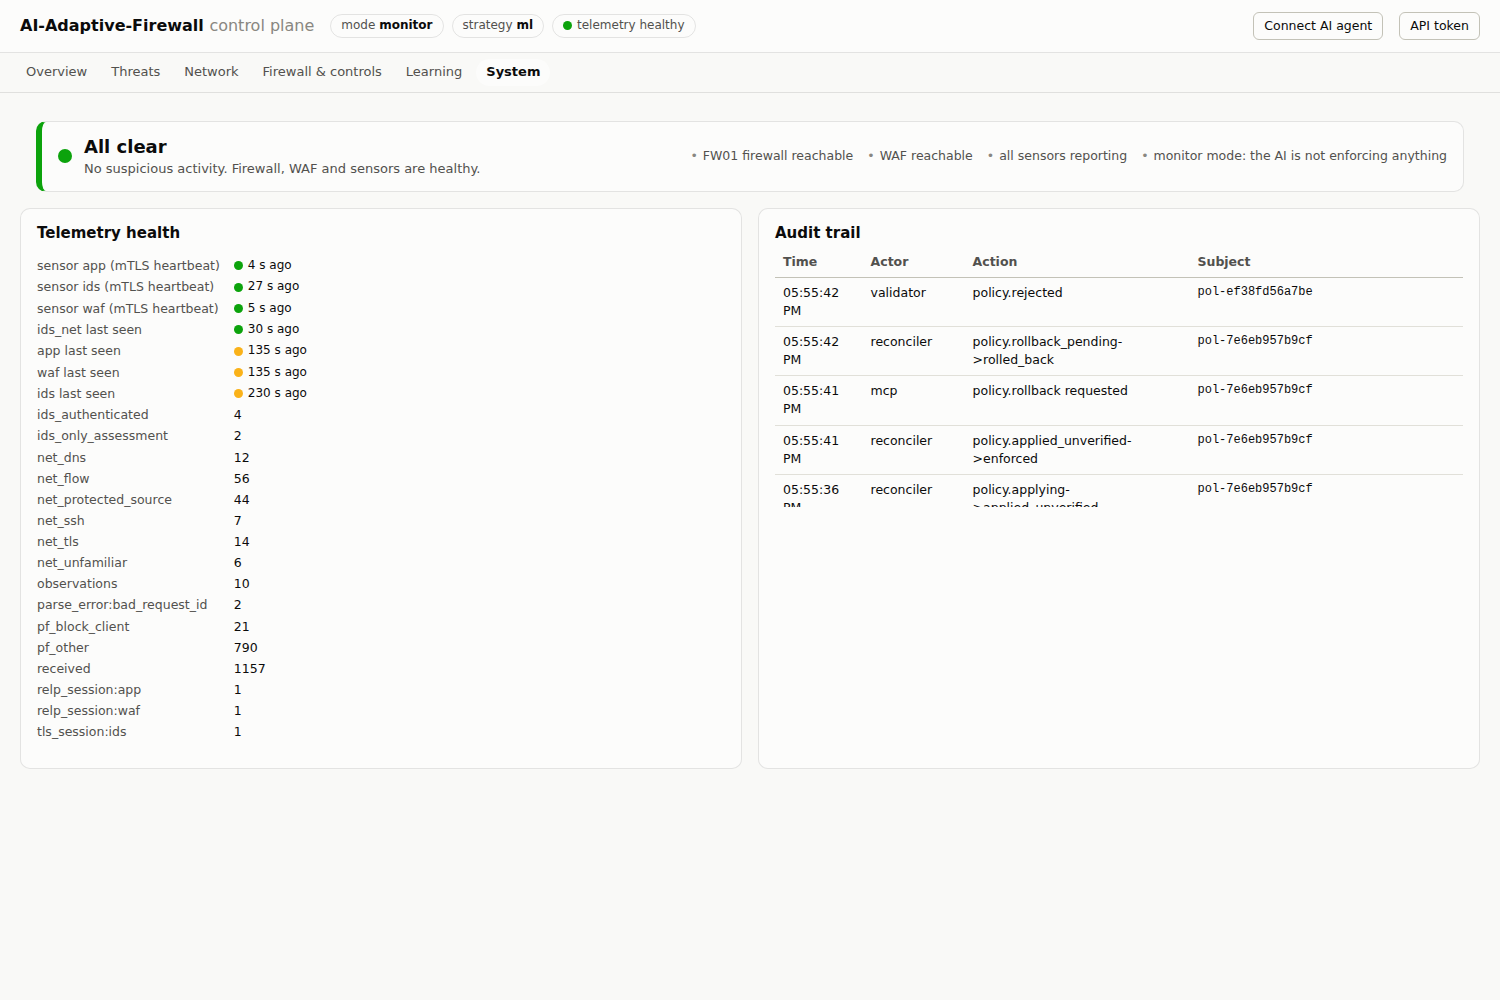 AI-Adaptive-Firewall control plane mode monitor strategy ml telemetry healthy Connect AI agent API token
Overview Threats Network Firewall & controls Learning System
All clear
No suspicious activity. Firewall, WAF and sensors are healthy.
• FW01 firewall reachable • WAF reachable • all sensors reporting • monitor mode: the AI is not enforcing anything
Telemetry health
sensor app (mTLS heartbeat) 4 s ago
sensor ids (mTLS heartbeat) 27 s ago
sensor waf (mTLS heartbeat) 5 s ago
ids_net last seen 30 s ago
app last seen 135 s ago
waf last seen 135 s ago
ids last seen 230 s ago
ids_authenticated 4
ids_only_assessment 2
net_dns 12
net_flow 56
net_protected_source 44
net_ssh 7
net_tls 14
net_unfamiliar 6
observations 10
parse_error:bad_request_id 2
pf_block_client 21
pf_other 790
received 1157
relp_session:app 1
relp_session:waf 1
tls_session:ids 1
Audit trail
Time Actor Action Subject
05:55:42 validator policy.rejected pol-ef38fd56a7be
PM
05:55:42 reconciler policy.rollback_pending- pol-7e6eb957b9cf
PM >rolled_back
05:55:41 mcp policy.rollback requested pol-7e6eb957b9cf
PM
05:55:41 reconciler policy.applied_unverified- pol-7e6eb957b9cf
PM >enforced
05:55:36 reconciler policy.applying- pol-7e6eb957b9cf
PM >applied_unverified